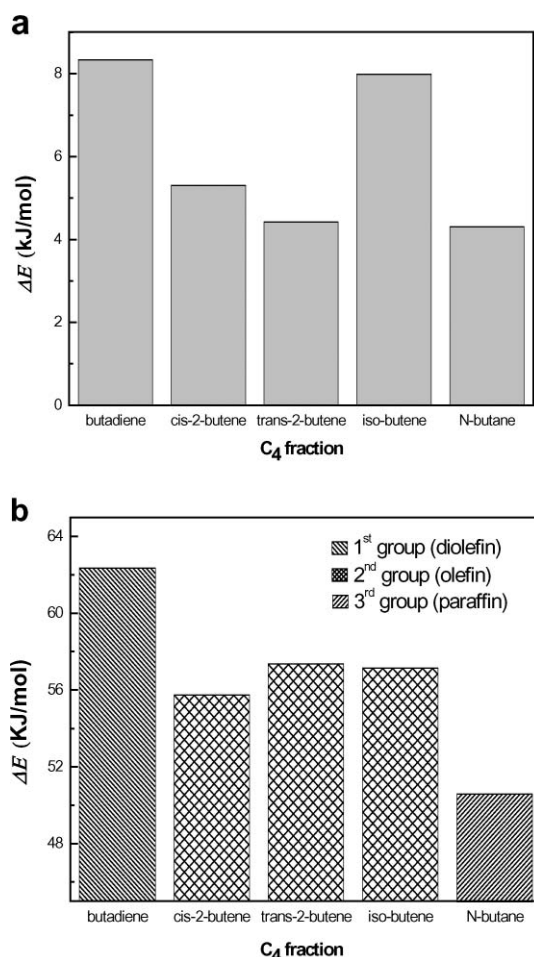 a
8
6
4
2
0
ΔE (kJ/mol)
butadiene cis-2-butene trans-2-butene iso-butene N-butane
C4 fraction
b
64
60
56
52
48
ΔE (KJ/mol)
1st group (diolefin)
2nd group (olefin)
3rd group (paraffin)
butadiene cis-2-butene trans-2-butene iso-butene N-butane
C4 fraction